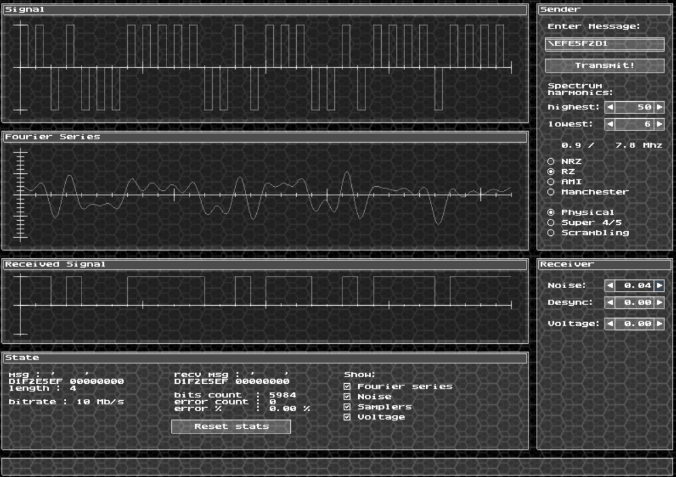 Signal
Sender
Enter Message:
\EFE5F2D1
Transmit!
Spectrum
harmonics:
highest: 50
lowest: 6
0.9 / 7.8 Mhz
NRZ
RZ
AMI
Manchester
Physical
Super 4/5
Scrambling
Fourier Series
Received Signal
Receiver
Noise: 0.04
Desync: 0.00
Voltage: 0.00
State
msg : ' '
D1F2E5EF 00000000
length : 4
bitrate : 10 Mb/s
recv msg : ' '
D1F2E5EF 00000000
bits count : 5984
error count : 0
error % : 0.00 %
Reset stats
Show:
Fourier series
Noise
Samplers
Voltage